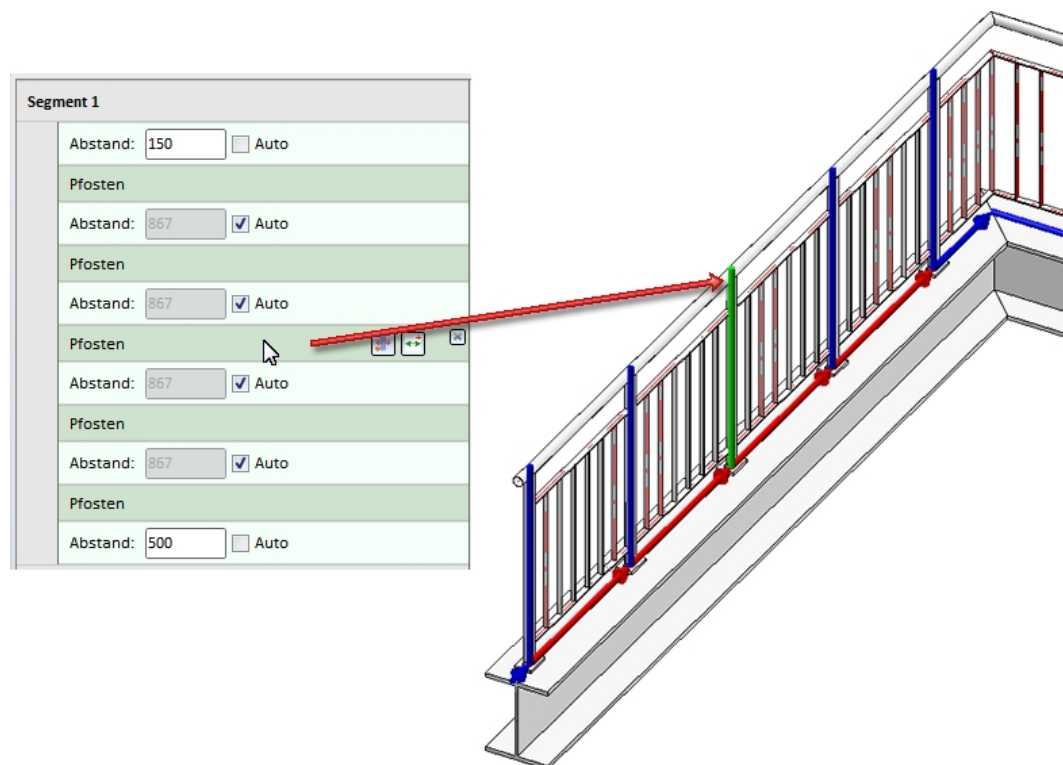 Segment 1
Abstand: 150 Auto
Pfosten
Abstand: 867 Auto
Pfosten
Abstand: 867 Auto
Pfosten
Abstand: 867 Auto
Pfosten
Abstand: 867 Auto
Pfosten
Abstand: 500 Auto